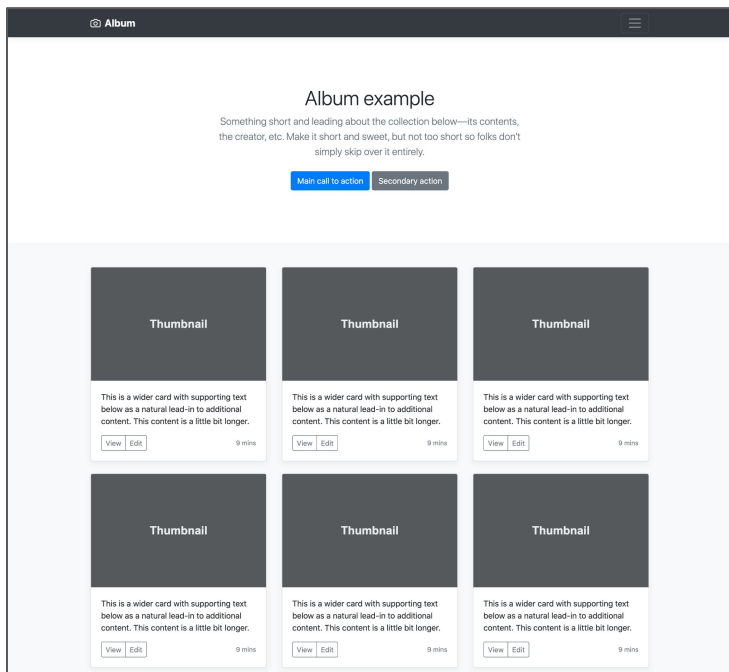 Album
Album example
Something short and leading about the collection below—its contents,
the creator, etc. Make it short and sweet, but not too short so folks don't
simply skip over it entirely.
Main call to action Secondary action
Thumbnail
This is a wider card with supporting text
below as a natural lead-in to additional
content. This content is a little bit longer.
View Edit 9 mins
Thumbnail
This is a wider card with supporting text
below as a natural lead-in to additional
content. This content is a little bit longer.
View Edit 9 mins
Thumbnail
This is a wider card with supporting text
below as a natural lead-in to additional
content. This content is a little bit longer.
View Edit 9 mins
Thumbnail
This is a wider card with supporting text
below as a natural lead-in to additional
content. This content is a little bit longer.
View Edit 9 mins
Thumbnail
This is a wider card with supporting text
below as a natural lead-in to additional
content. This content is a little bit longer.
View Edit 9 mins
Thumbnail
This is a wider card with supporting text
below as a natural lead-in to additional
content. This content is a little bit longer.
View Edit 9 mins